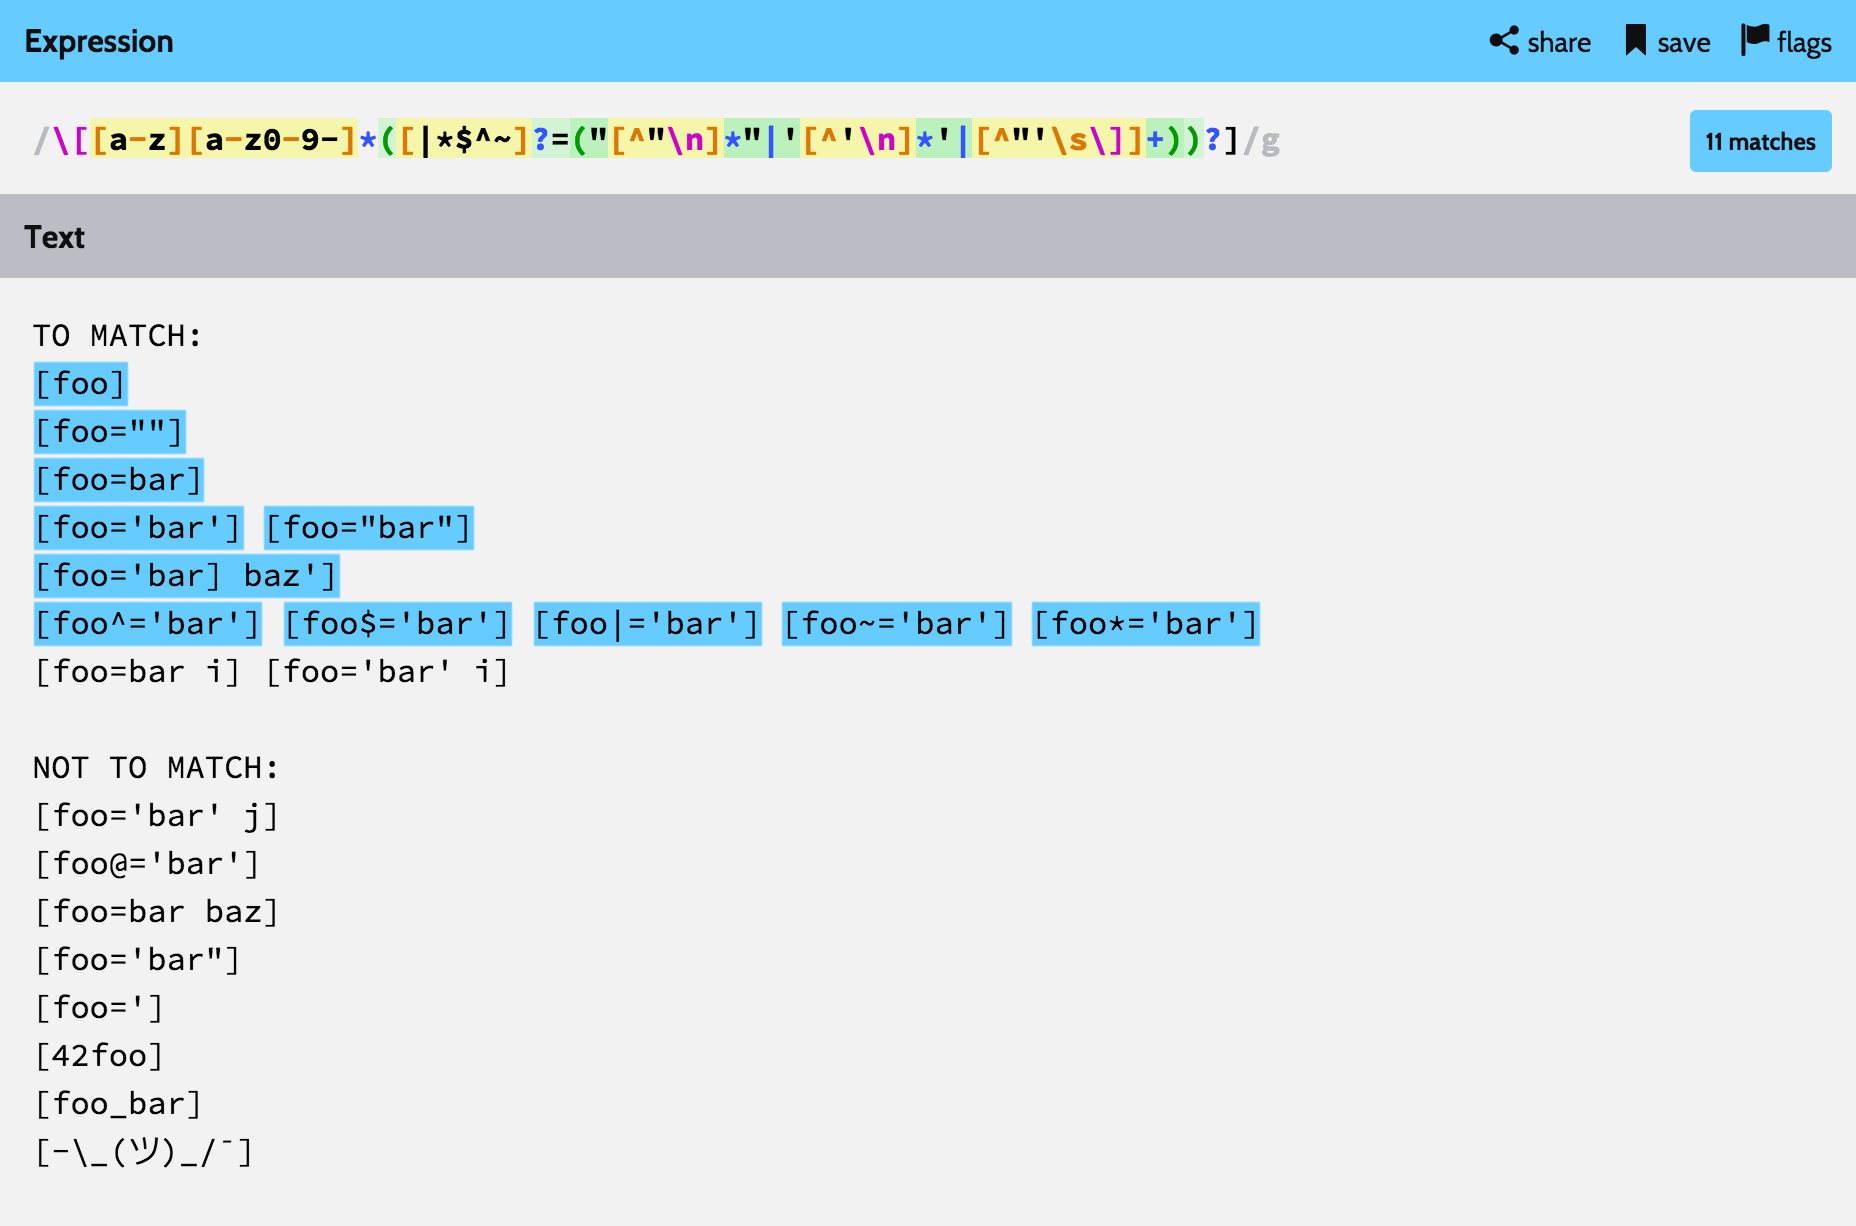 Expression share save flags
/\[[a-z][a-z0-9-]*([|*$^~]?=("[^"\n]*"|'[^'\n]*'|[^"'\s\]]+))?]/g 11 matches
Text
TO MATCH:
[foo]
[foo=""]
[foo=bar]
[foo='bar'] [foo="bar"]
[foo='bar] baz']
[foo^='bar'] [foo$='bar'] [foo|='bar'] [foo~='bar'] [foo*='bar']
[foo=bar i] [foo='bar' i]
NOT TO MATCH:
[foo='bar' j]
[foo@='bar']
[foo=bar baz]
[foo='bar"]
[foo=']
[42foo]
[foo_bar]
[-\_(ツ)_/¯]